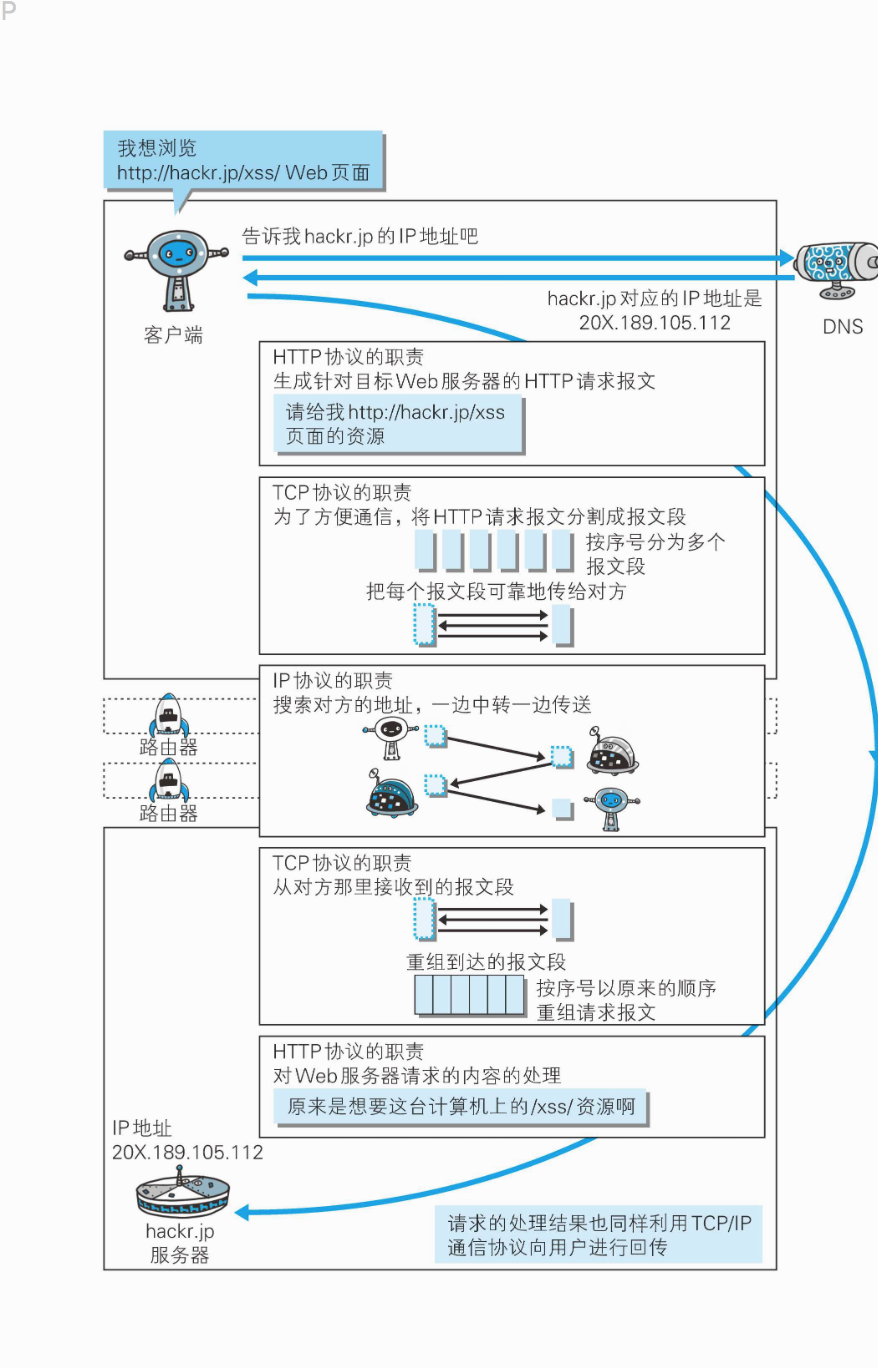 P
我想浏览
http://hackr.jp/xss/ Web 页面
告诉我hackr.jp的IP地址吧
hackr.jp对应的IP地址是
20X.189.105.112
客户端
DNS
HTTP协议的职责
生成针对目标Web服务器的HTTP请求报文
请给我http://hackr.jp/xss
页面的资源
TCP协议的职责
为了方便通信，将HTTP请求报文分割成报文段
按序号分为多个
报文段
把每个报文段可靠地传给对方
IP协议的职责
搜索对方的地址，一边中转一边传送
路由器
路由器
TCP协议的职责
从对方那里接收到的报文段
重组到达的报文段
按序号以原来的顺序
重组请求报文
HTTP协议的职责
对Web服务器请求的内容的处理
原来是想要这台计算机上的/xss/资源啊
IP地址
20X.189.105.112
hackr.jp
服务器
请求的处理结果也同样利用TCP/IP
通信协议向用户进行回传